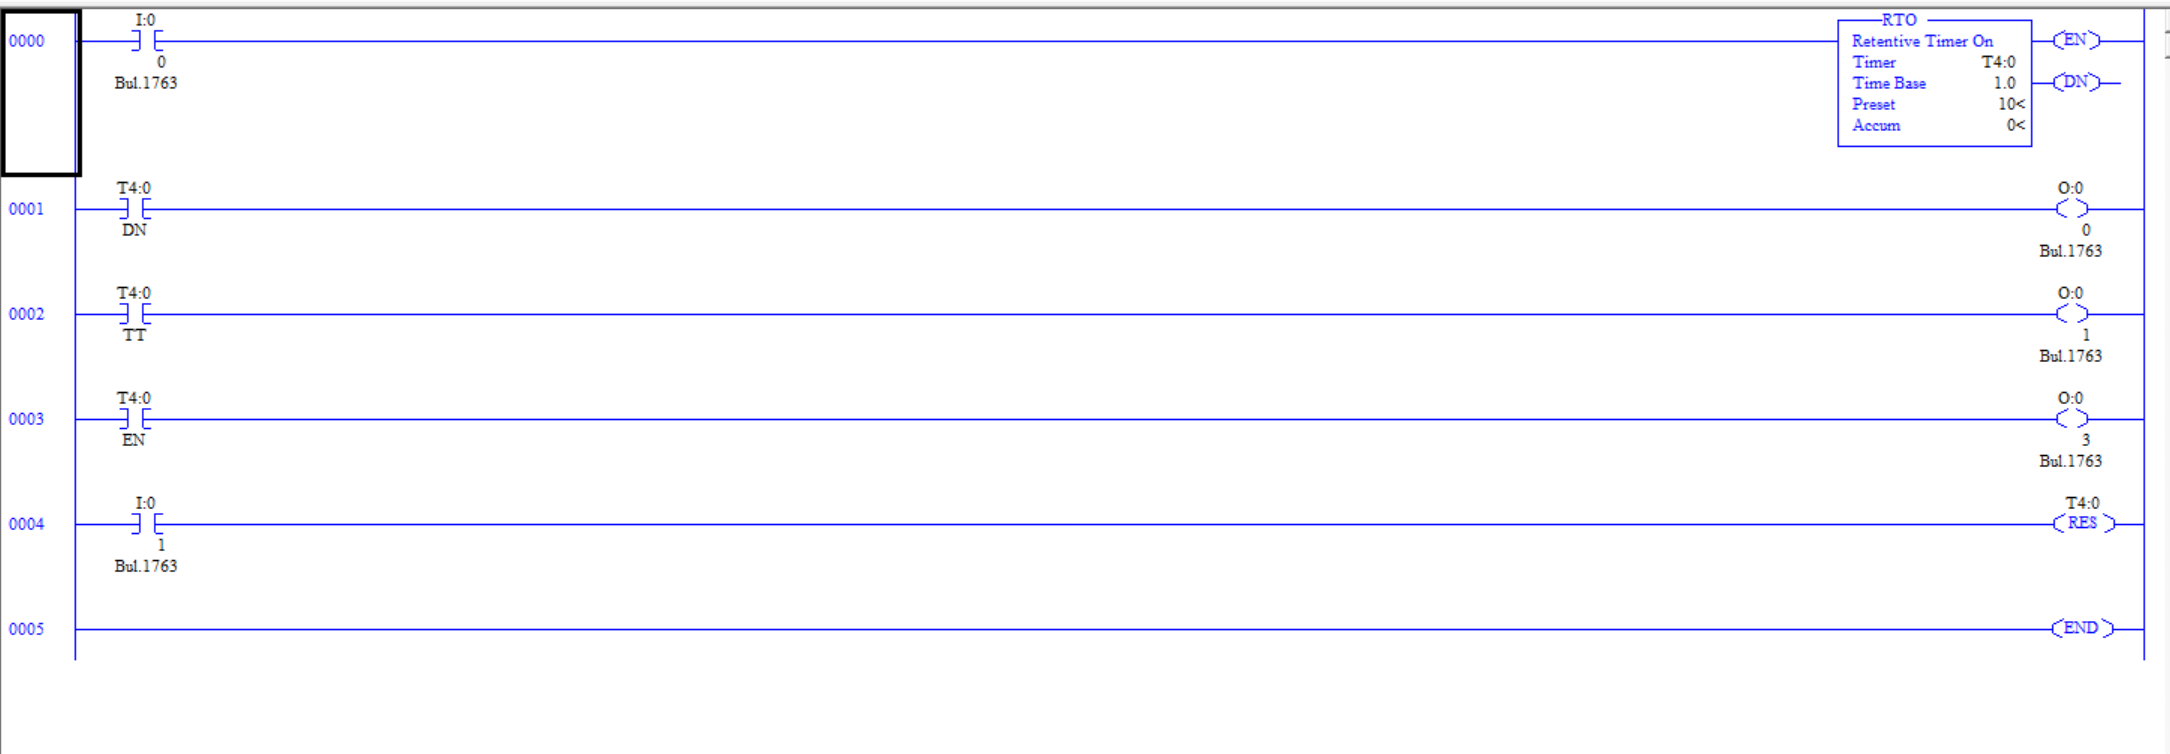 I:0
RTO
0000
Retentive Timer On
EN
0
Timer T4:0
Bul.1763
Time Base 1.0
DN
Preset 10<
Accum 0<
T4:0
O:0
0001
DN
0
Bul.1763
T4:0
O:0
0002
TT
1
Bul.1763
T4:0
O:0
0003
EN
3
Bul.1763
I:0
T4:0
0004
RES
1
Bul.1763
0005
END